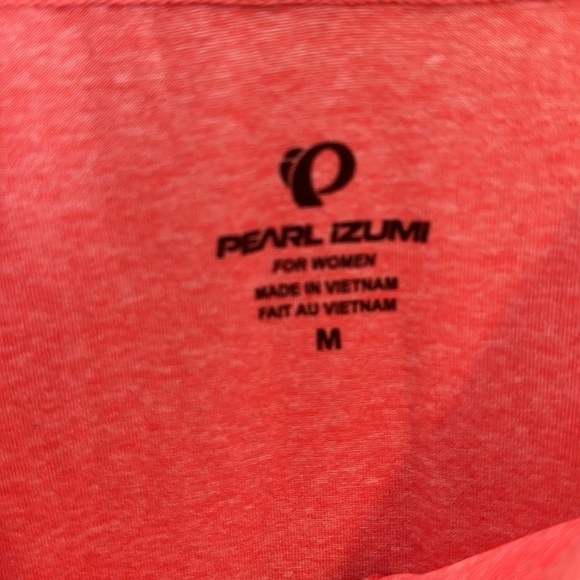 PEARL iZUMi
FOR WOMEN
MADE IN VIETNAM
FAIT AU VIETNAM
M